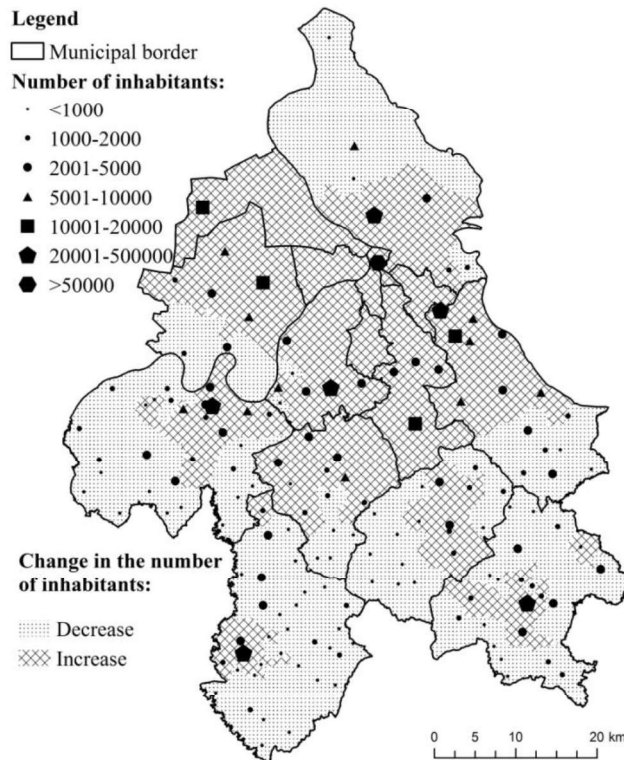 Legend
Municipal border
Number of inhabitants:
<1000
1000-2000
2001-5000
5001-10000
10001-20000
20001-500000
>50000
Change in the number
of inhabitants:
Decrease
Increase
0 5 10 20 km